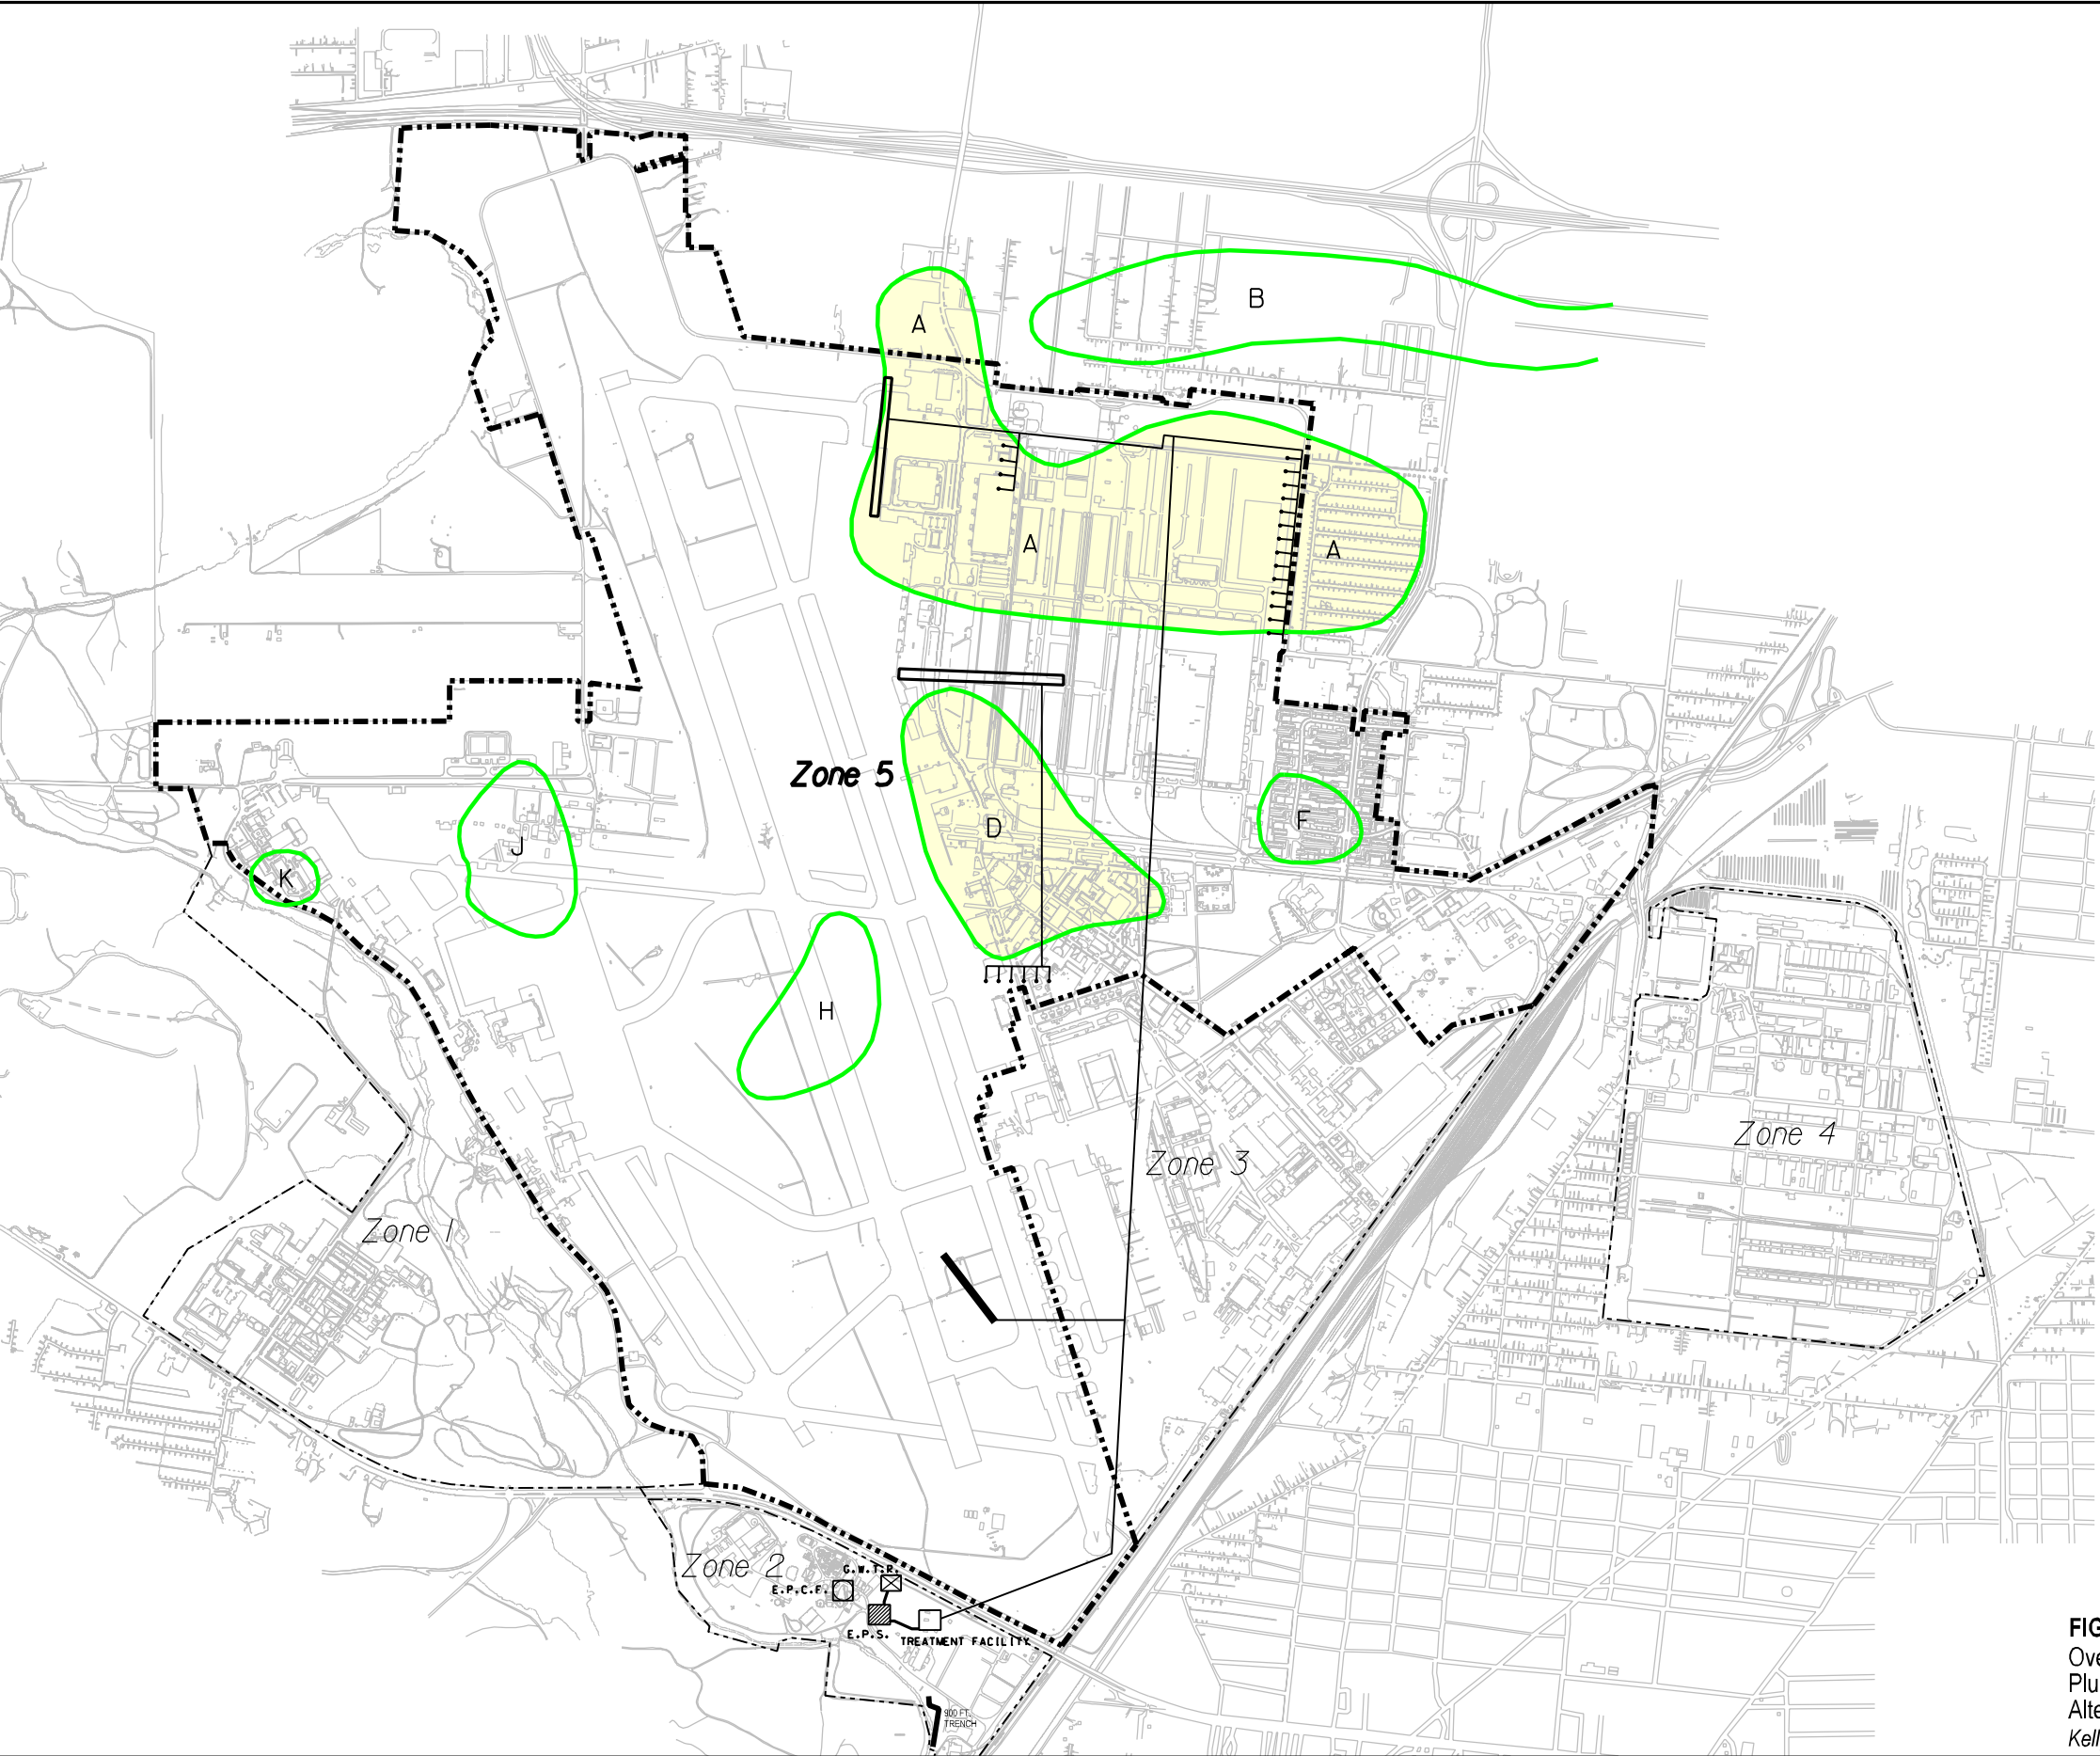 B
A
A
A
Zone 5
F
D
J
K
H
Zone 4
Zone 3
Zone 1
Zone 2
G.W.T.R.
E.P.C.F.
E.P.S.
TREATMENT FACILITY
900 FT.
TRENCH
FIG
Ove
Plu
Alte
Kell